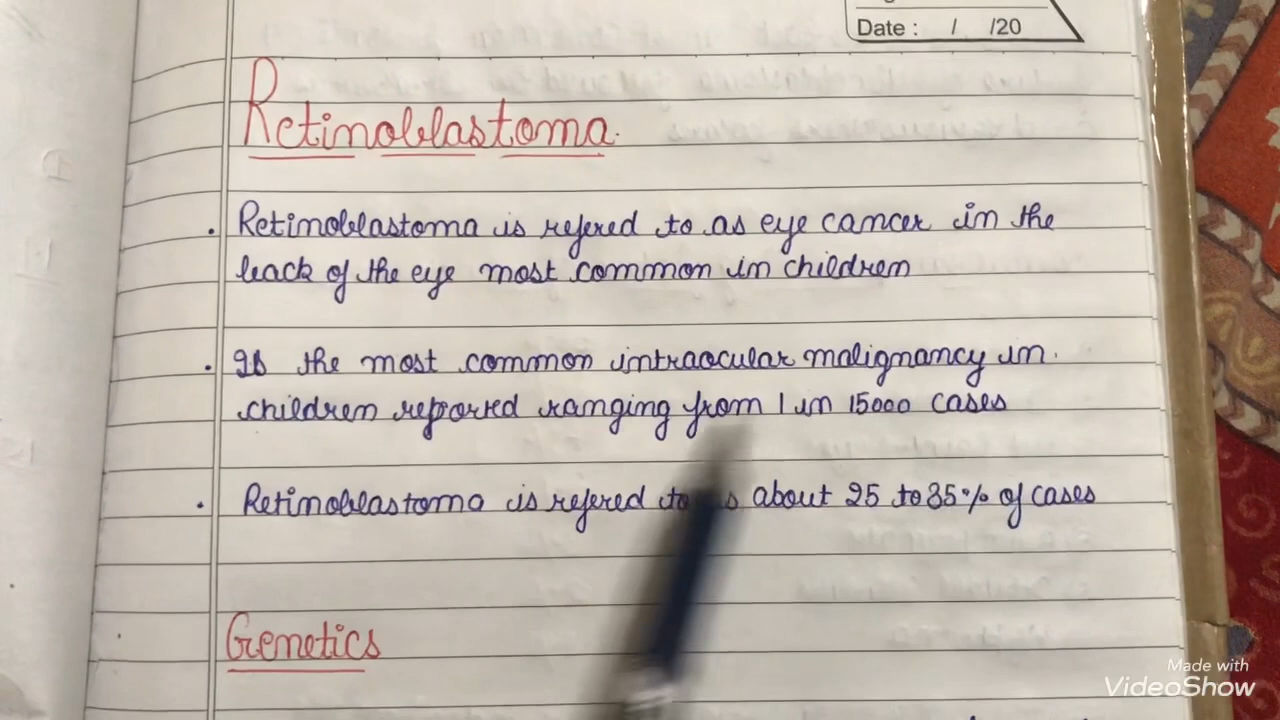 Date : / /20
Retinoblastoma.
. Retinoblastoma is refered to as eye cancer in the
back of the eye most common in children
. Its the most common intraocular malignancy in.
children reported ranging from 1 in 15000 cases
. Retinoblastoma is refered to as about 25 to 35% of cases
Genetics
Made with
VideoShow